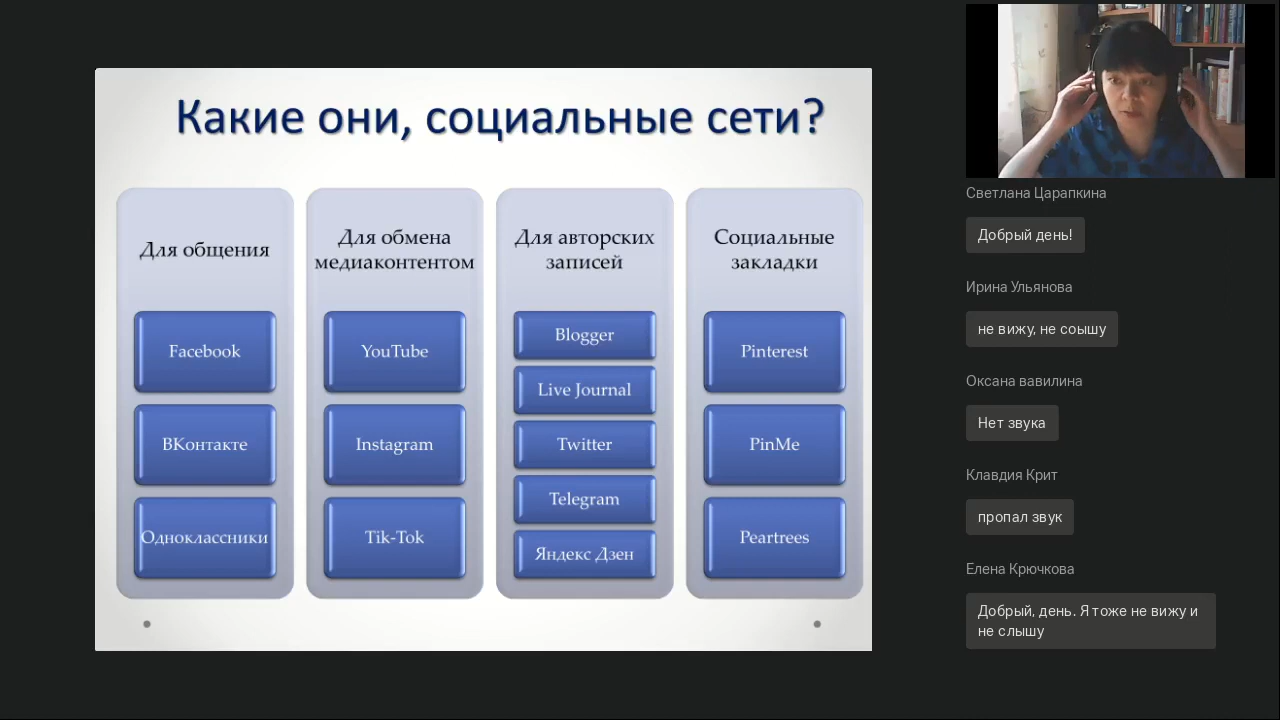 Какие они, социальные сети?
Для общения
Facebook
ВКонтакте
Одноклассники
Для обмена
медиаконтентом
YouTube
Instagram
Tik-Tok
Для авторских
записей
Blogger
Live Journal
Twitter
Telegram
Яндекс Дзен
Социальные
закладки
Pinterest
PinMe
Peartrees
Светлана Царапкина
Добрый день!
Ирина Ульянова
не вижу, не соышу
Оксана вавилина
Нет звука
Клавдия Крит
пропал звук
Елена Крючкова
Добрый, день. Я тоже не вижу и
не слышу